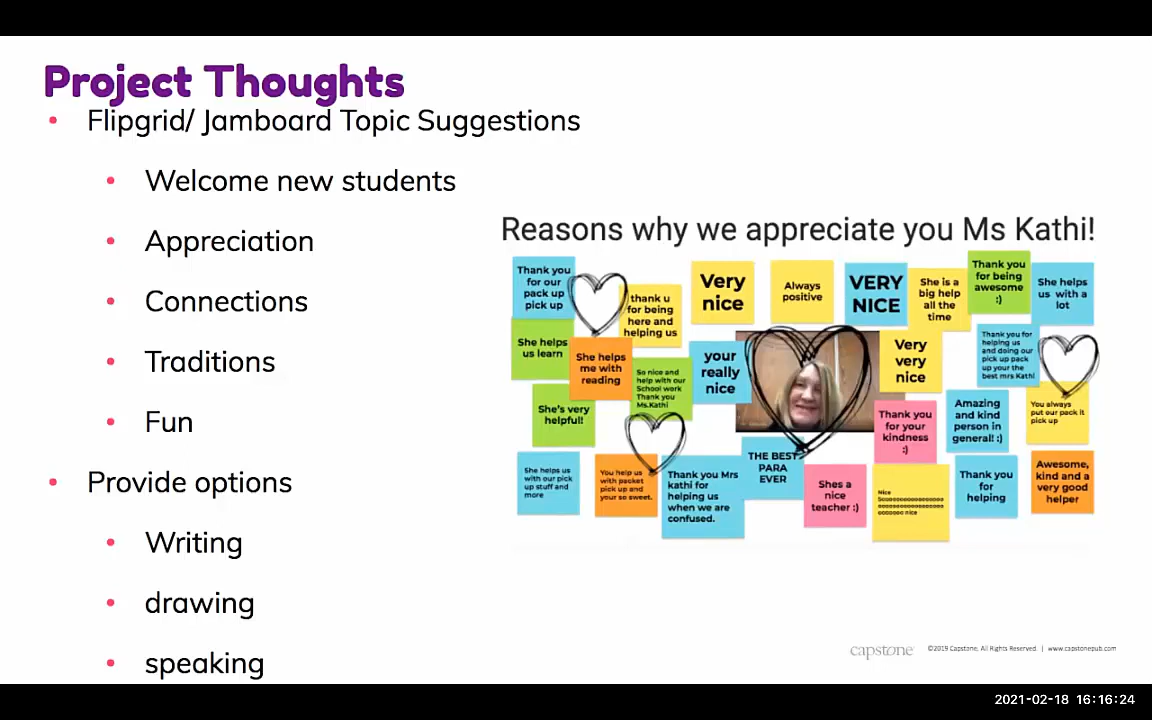 Project Thoughts
Flipgrid/ Jamboard Topic Suggestions
Welcome new students
Appreciation
Connections
Traditions
Fun
Provide options
Writing
drawing
speaking
Reasons why we appreciate you Ms Kathi!
Thank you
for our
pack up
pick up
thank u
for being
here and
helping us
Very
nice
Always
positive
VERY
NICE
She is a
big help
all the
time
Thank you
for being
awesome
:)
She helps
us with a
lot
She helps
us learn
She helps
me with
reading
So nice and
help with our
School work
Thank you
Ms.Kathi
your
really
nice
Very
very
nice
Thank you for
helping us
and doing our
pick up pack
up your the
best mrs Kathi
She's very
helpful!
Thank you
for your
kindness
:)
Amazing
and kind
person in
general! :)
You always
put our pack it
pick up
She helps us
with our pick
up stuff and
more
You help us
with packet
pick up and
your so sweet.
Thank you Mrs
kathi for
helping us
when we are
confused.
THE BEST
PARA
EVER
Shes a
nice
teacher :)
Nice
nice
Thank you
for
helping
Awesome,
kind and a
very good
helper
capstone
©2019 Capstone. All Rights Reserved. | www.capstonepub.com
2021-02-18 16:16:24